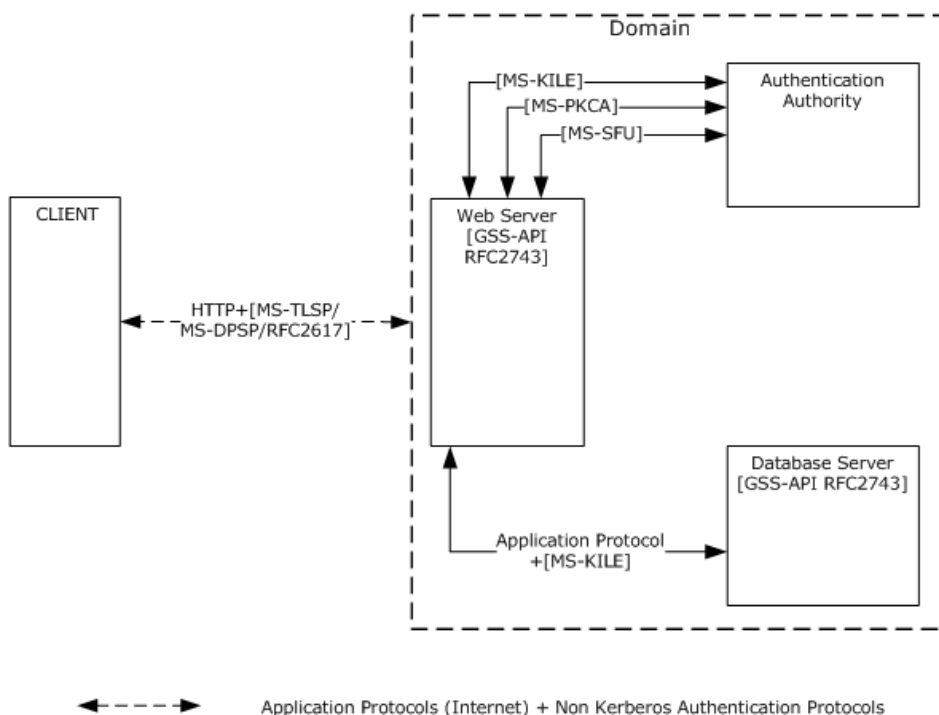 Domain
[MS-KILE]
[MS-PKCA]
[MS-SFU]
Authentication
Authority
CLIENT
Web Server
[GSS-API
RFC2743]
HTTP+[MS-TLSP/
MS-DPSP/RFC2617]
Database Server
[GSS-API RFC2743]
Application Protocol
+[MS-KILE]
Application Protocols (Internet) + Non Kerberos Authentication Protocols